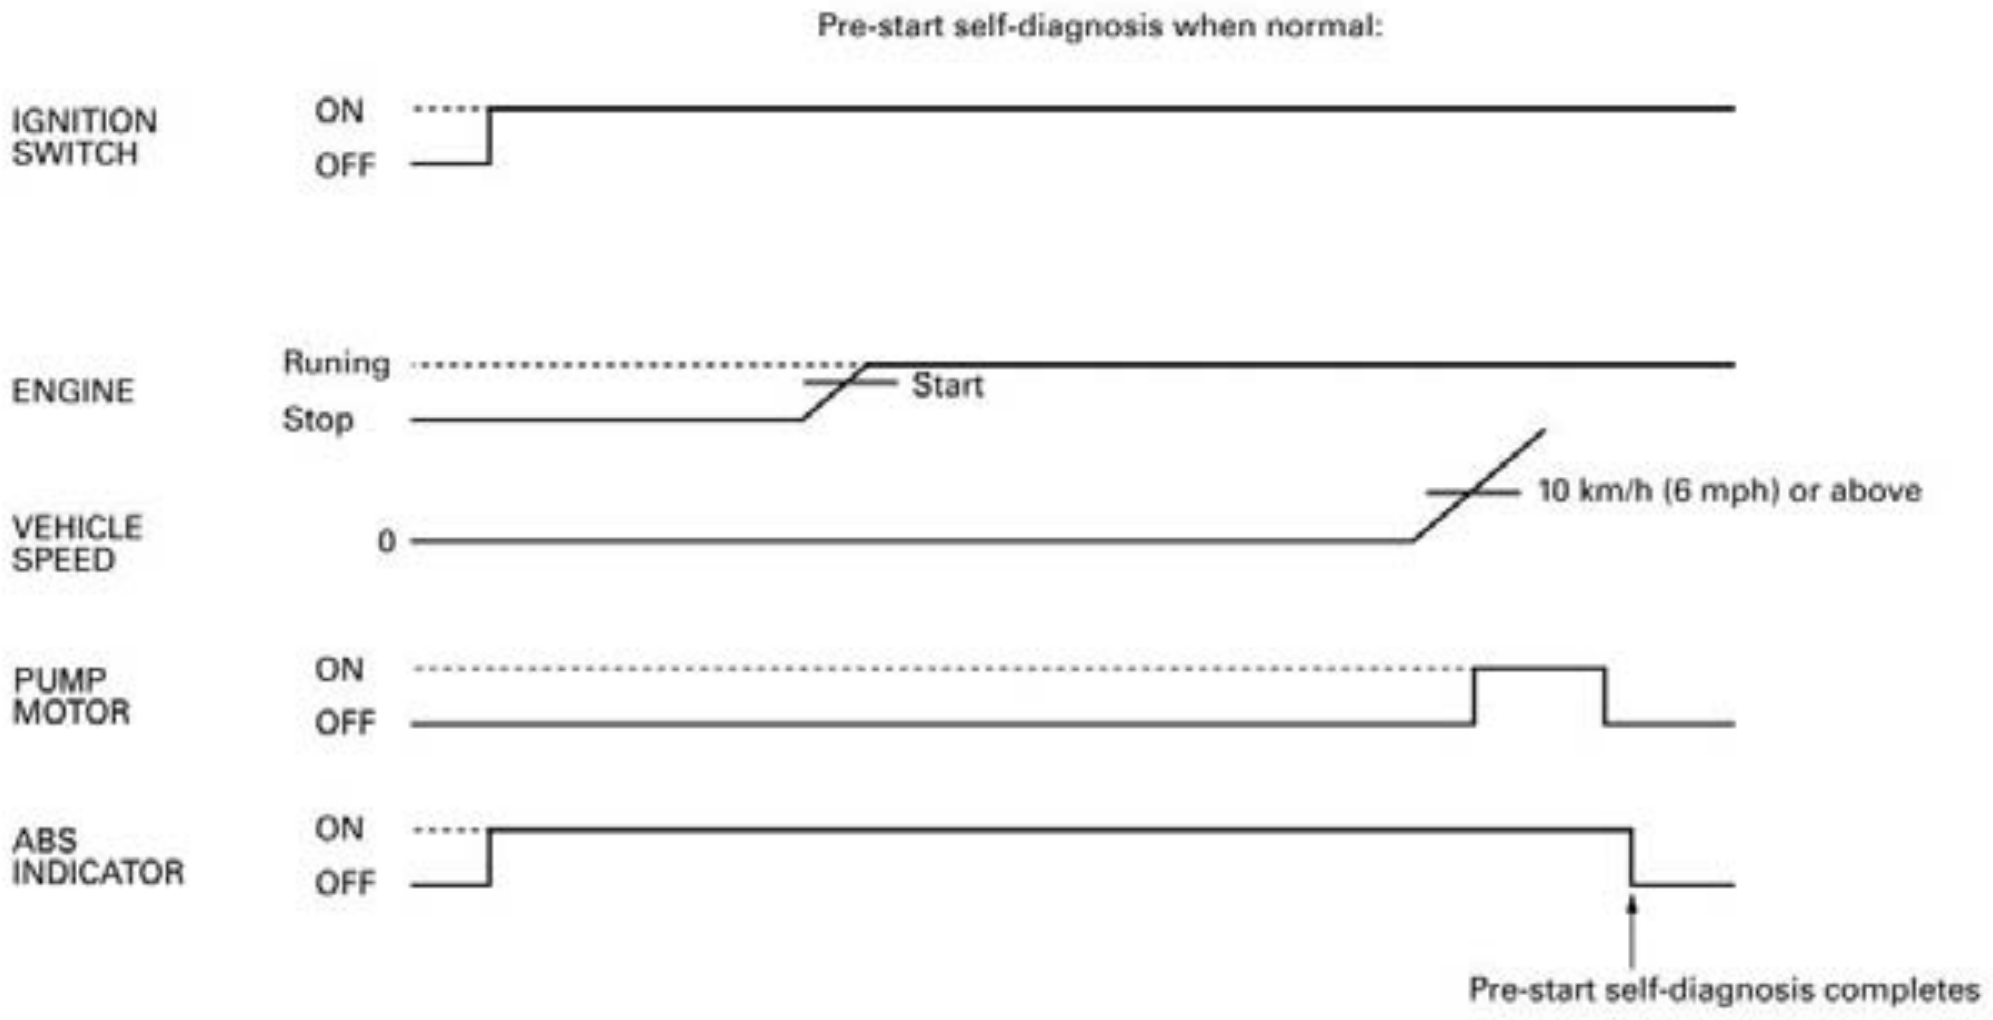 Pre-start self-diagnosis when normal:
IGNITION
SWITCH
ON
OFF
ENGINE
Runing
Stop
Start
VEHICLE
SPEED
0
10 km/h (6 mph) or above
PUMP
MOTOR
ON
OFF
ABS
INDICATOR
ON
OFF
Pre-start self-diagnosis completes